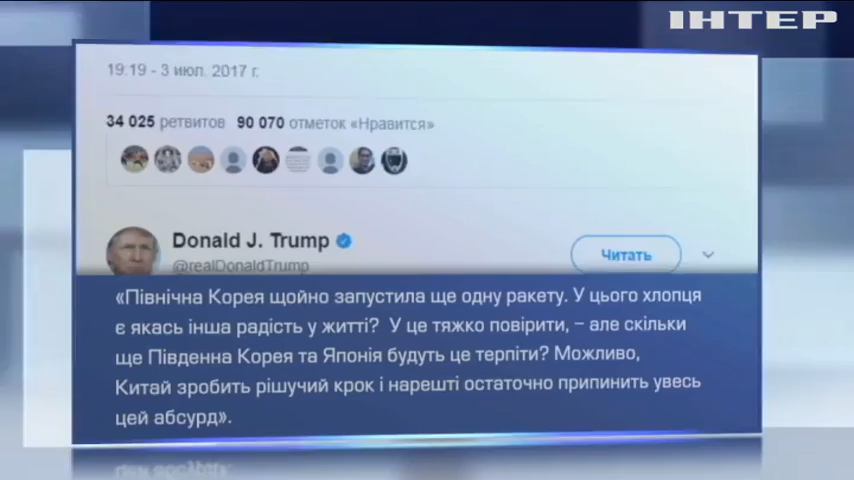 ІНТЕР
19:19 - 3 июл. 2017 г.
34 025 ретвитов 90 070 отметок «Нравится»
Donald J. Trump
@realDonaldTrump
Читать
«Північна Корея щойно запустила ще одну ракету. У цього хлопця
є якась інша радість у житті? У це тяжко повірити, – але скільки
ще Південна Корея та Японія будуть це терпіти? Можливо,
Китай зробить рішучий крок і нарешті остаточно припинить увесь
цей абсурд».